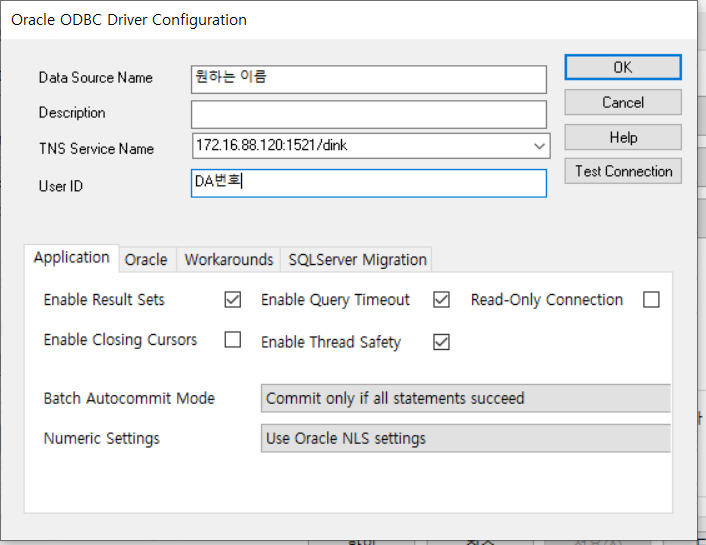 Oracle ODBC Driver Configuration
Data Source Name 원하는 이름 OK
Description Cancel
TNS Service Name 172.16.88.120:1521/dink Help
User ID DA번호 Test Connection
Application Oracle Workarounds SQLServer Migration
Enable Result Sets Enable Query Timeout Read-Only Connection
Enable Closing Cursors Enable Thread Safety
Batch Autocommit Mode Commit only if all statements succeed
Numeric Settings Use Oracle NLS settings